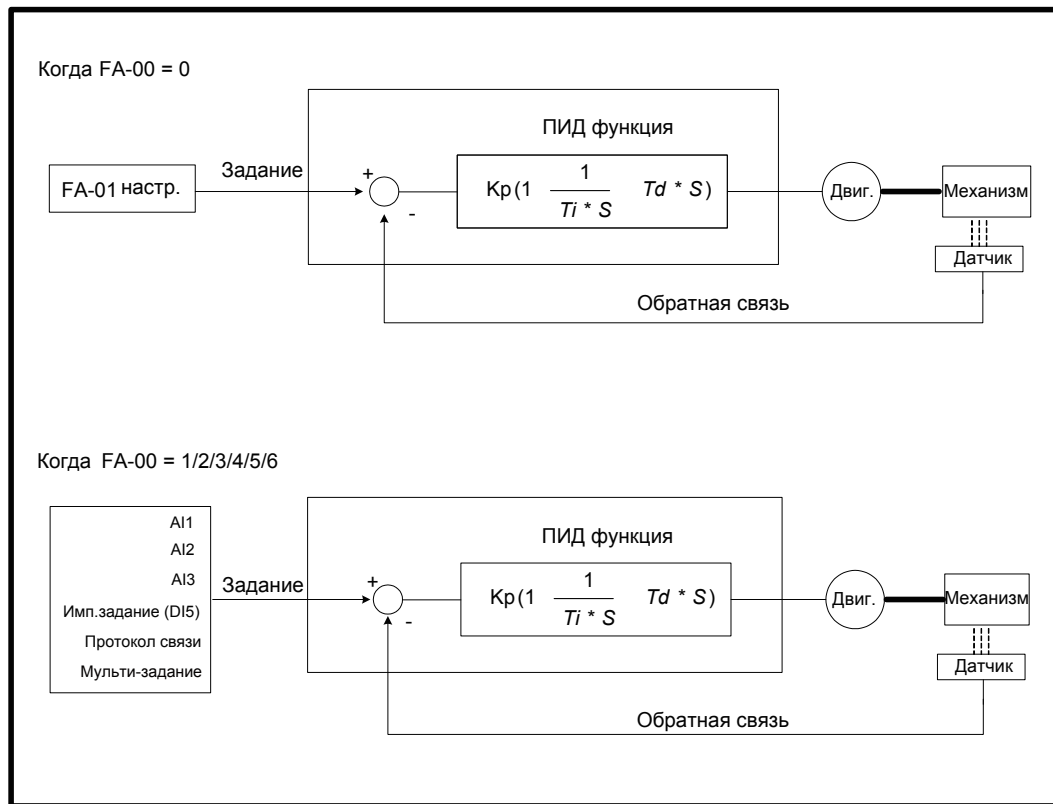 Когда FA-00 = 0
ПИД функция
FA-01 настр.
Задание
+
-
Kp(1 1 / Ti * S Td * S)
Двиг.
Механизм
Датчик
Обратная связь
Когда FA-00 = 1/2/3/4/5/6
AI1
AI2
AI3
Имп.задание (DI5)
Протокол связи
Мульти-задание
Задание
+
-
ПИД функция
Kp(1 1 / Ti * S Td * S)
Двиг.
Механизм
Датчик
Обратная связь